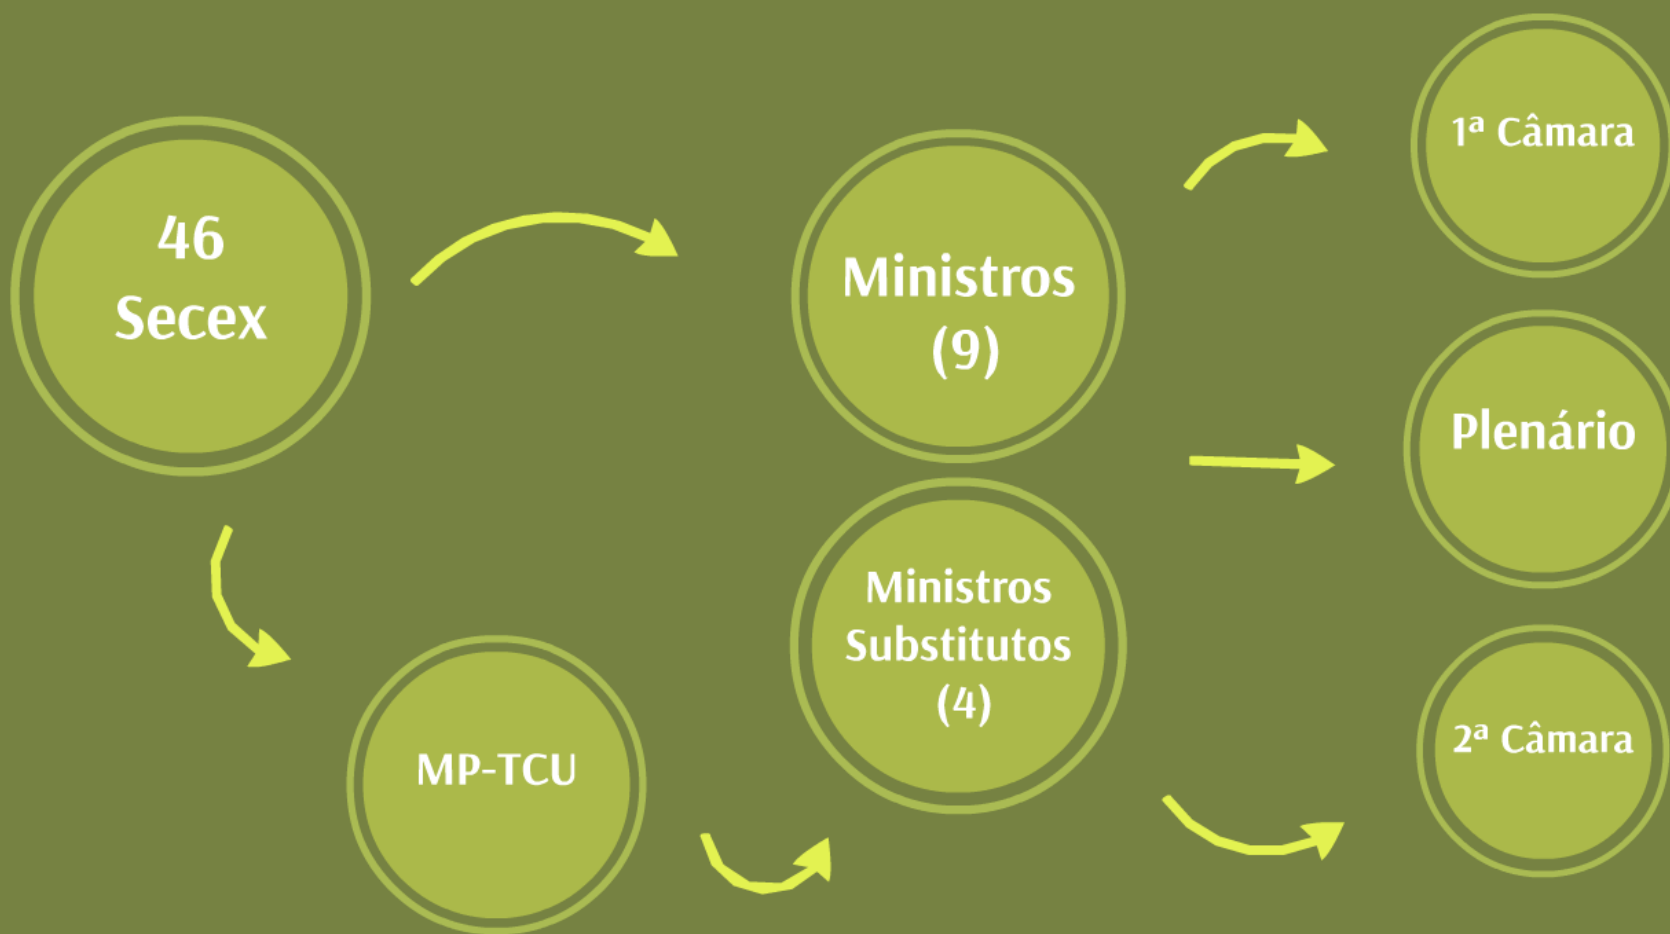 46
Secex
MP-TCU
Ministros
(9)
Ministros
Substitutos
(4)
1ª Câmara
Plenário
2ª Câmara